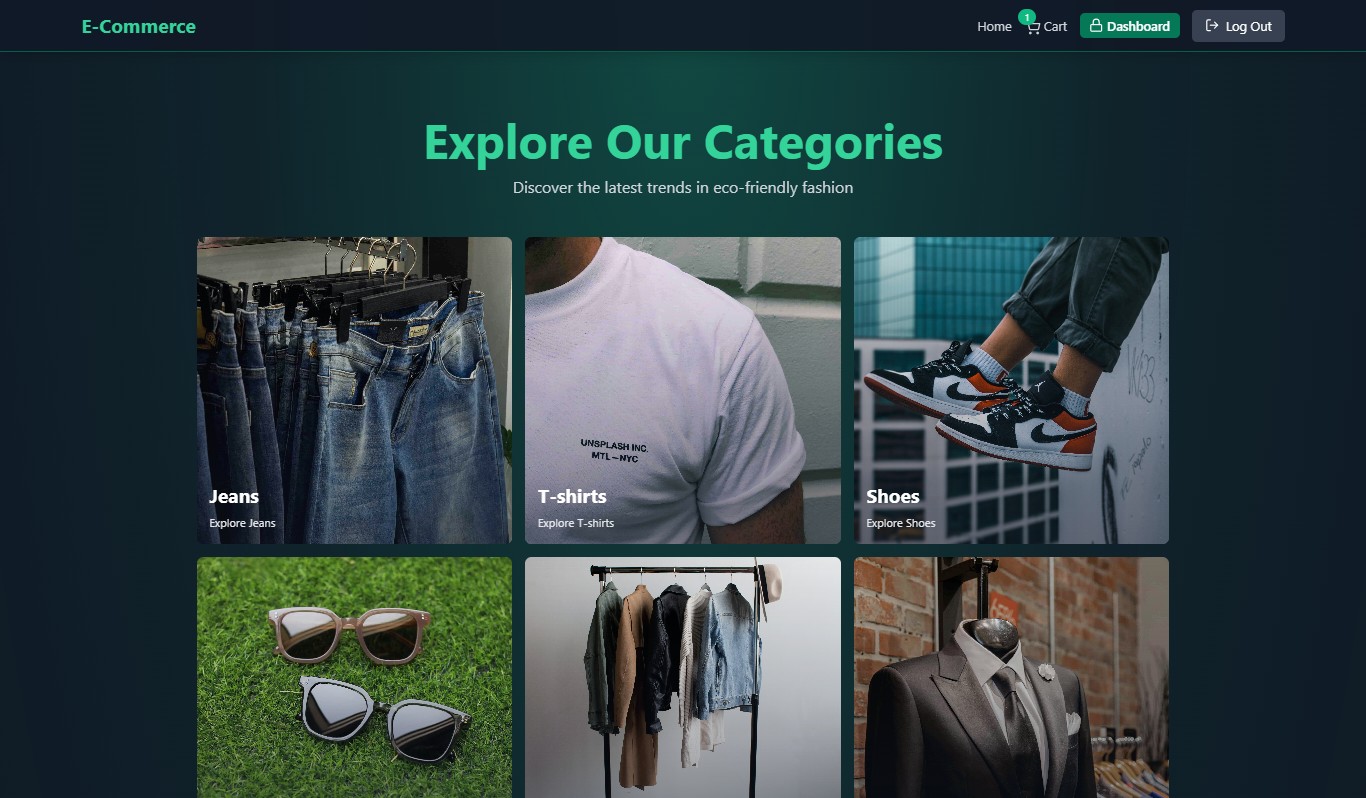 E-Commerce
Home
1
Cart
Dashboard
Log Out
Explore Our Categories
Discover the latest trends in eco-friendly fashion
UNSPLASH INC.
MTL—NYC
Jeans
Explore Jeans
T-shirts
Explore T-shirts
Shoes
Explore Shoes